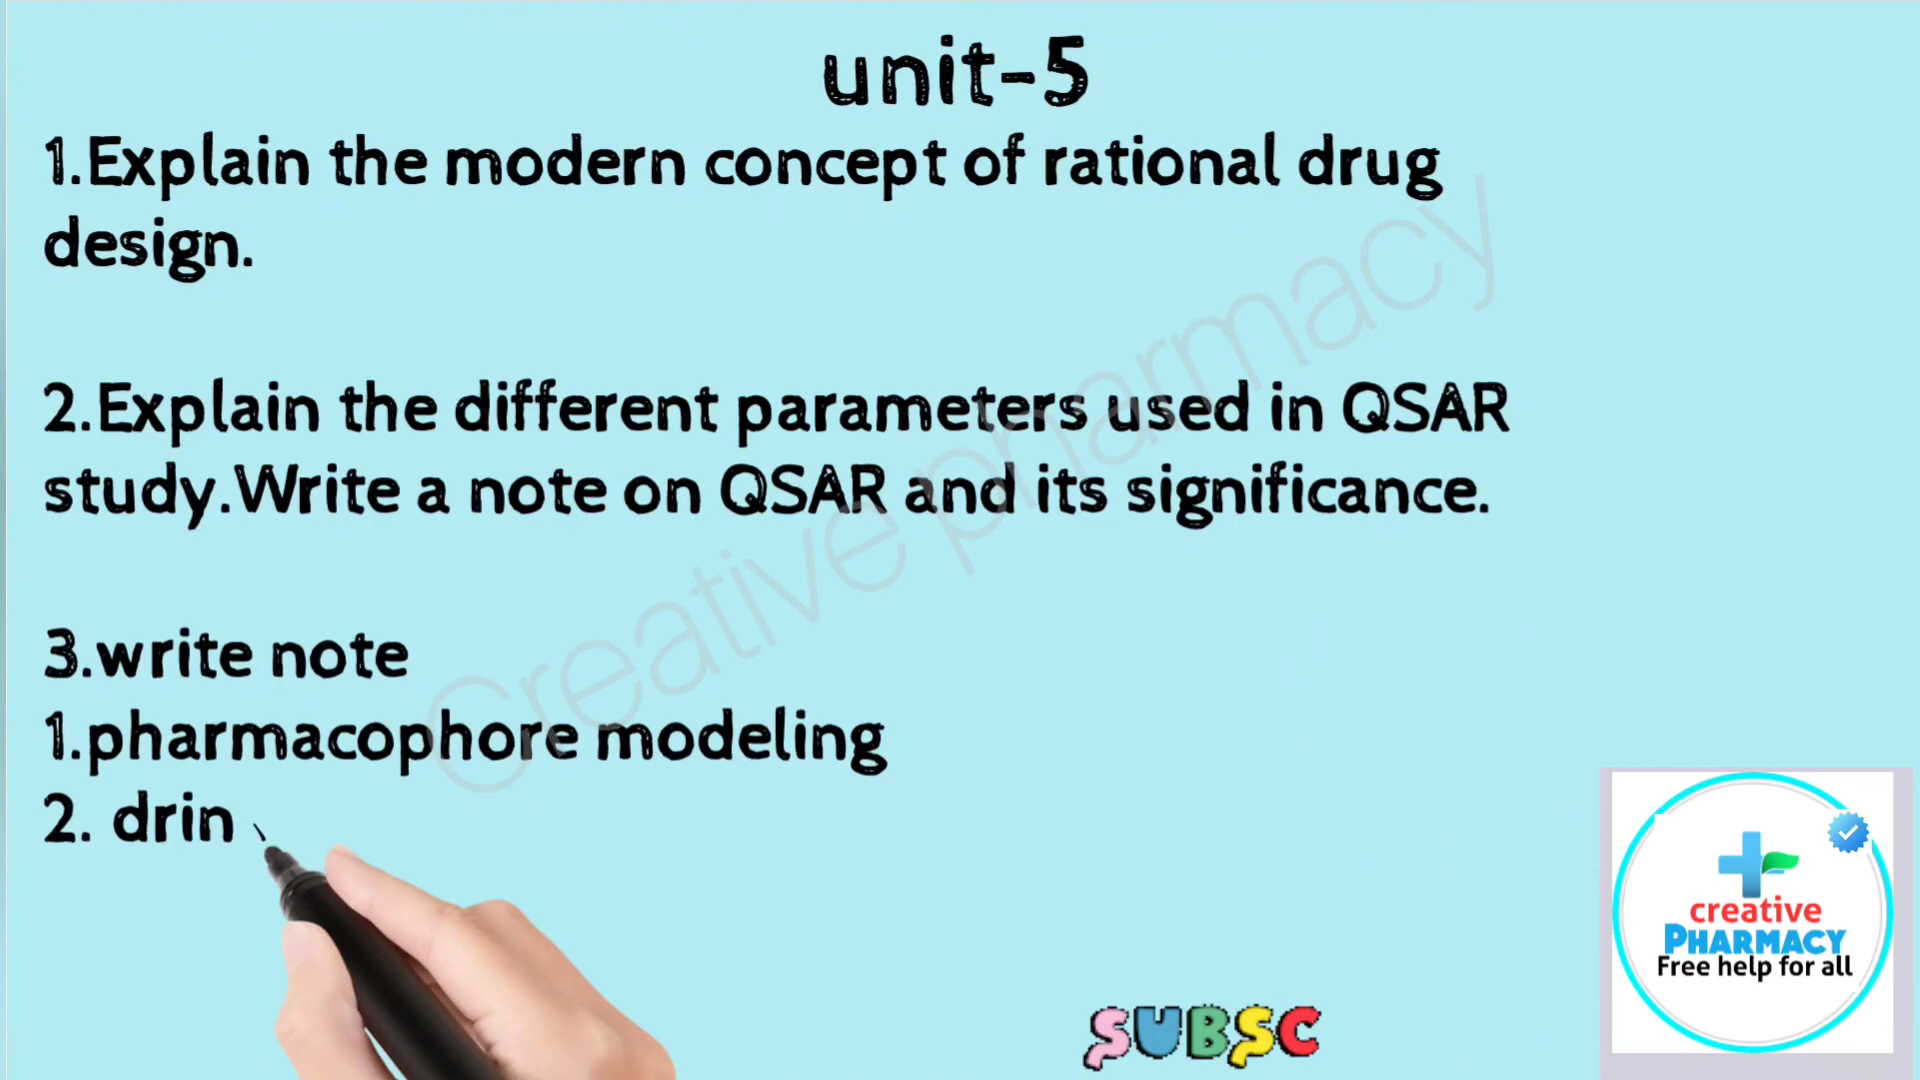 unit-5
1.Explain the modern concept of rational drug
design.
2.Explain the different parameters used in QSAR
study.Write a note on QSAR and its significance.
3.write note
1.pharmacophore modeling
2. drin
Creative pharmacy
creative
PHARMACY
Free help for all
SUBSC